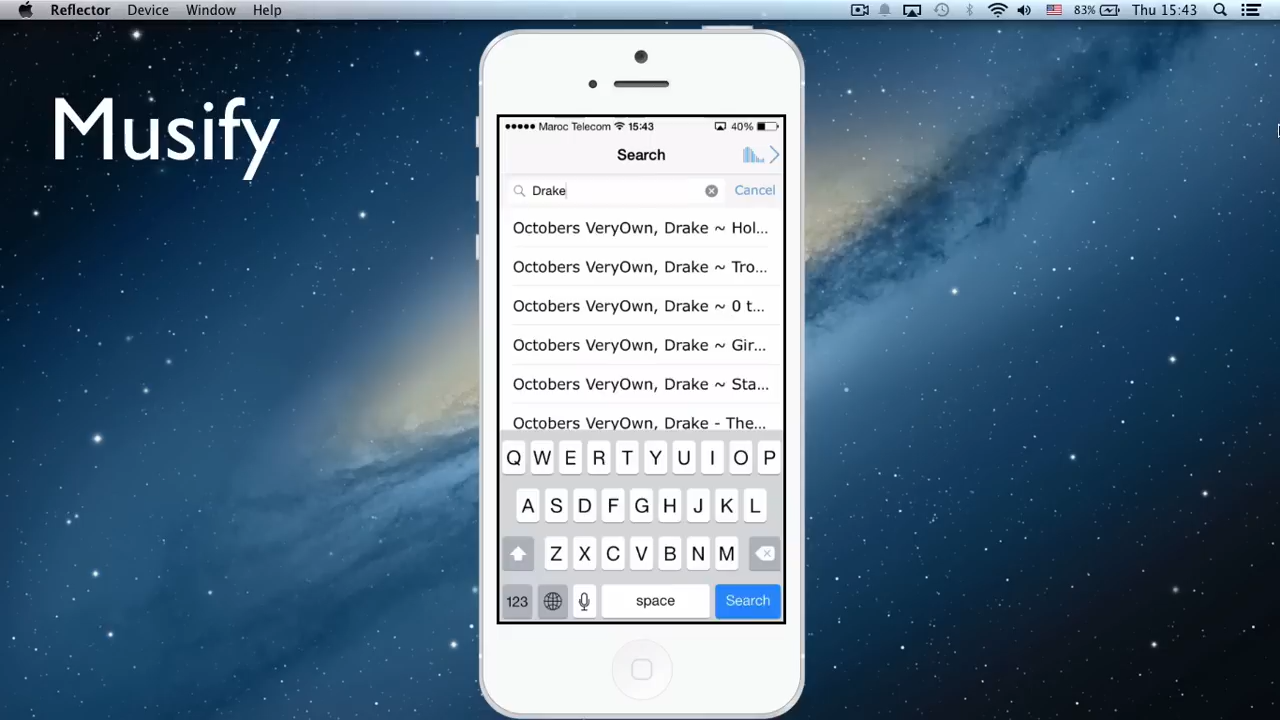 Reflector Device Window Help 83% Thu 15:43
Musify
Maroc Telecom 15:43 40%
Search
Drake Cancel
Octobers VeryOwn, Drake ~ Hol...
Octobers VeryOwn, Drake ~ Tro...
Octobers VeryOwn, Drake ~ 0 t...
Octobers VeryOwn, Drake ~ Gir...
Octobers VeryOwn, Drake ~ Sta...
Octobers VeryOwn, Drake - The...
Q W E R T Y U I O P
A S D F G H J K L
Z X C V B N M
123 space Search